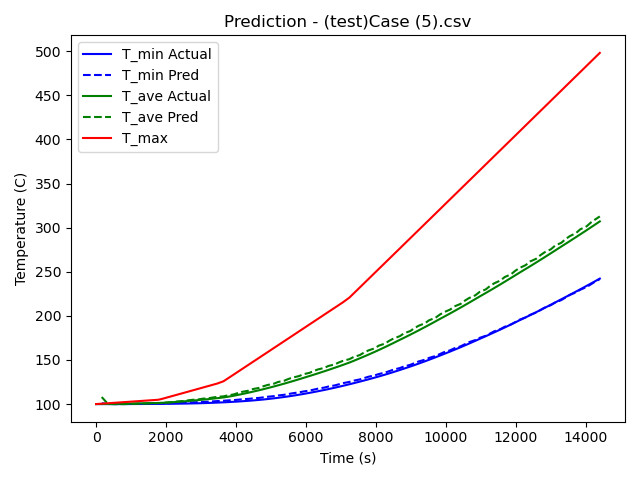 Prediction - (test)Case (5).csv
T_min Actual
T_min Pred
T_ave Actual
T_ave Pred
T_max
Temperature (C)
500
450
400
350
300
250
200
150
100
0 2000 4000 6000 8000 10000 12000 14000
Time (s)